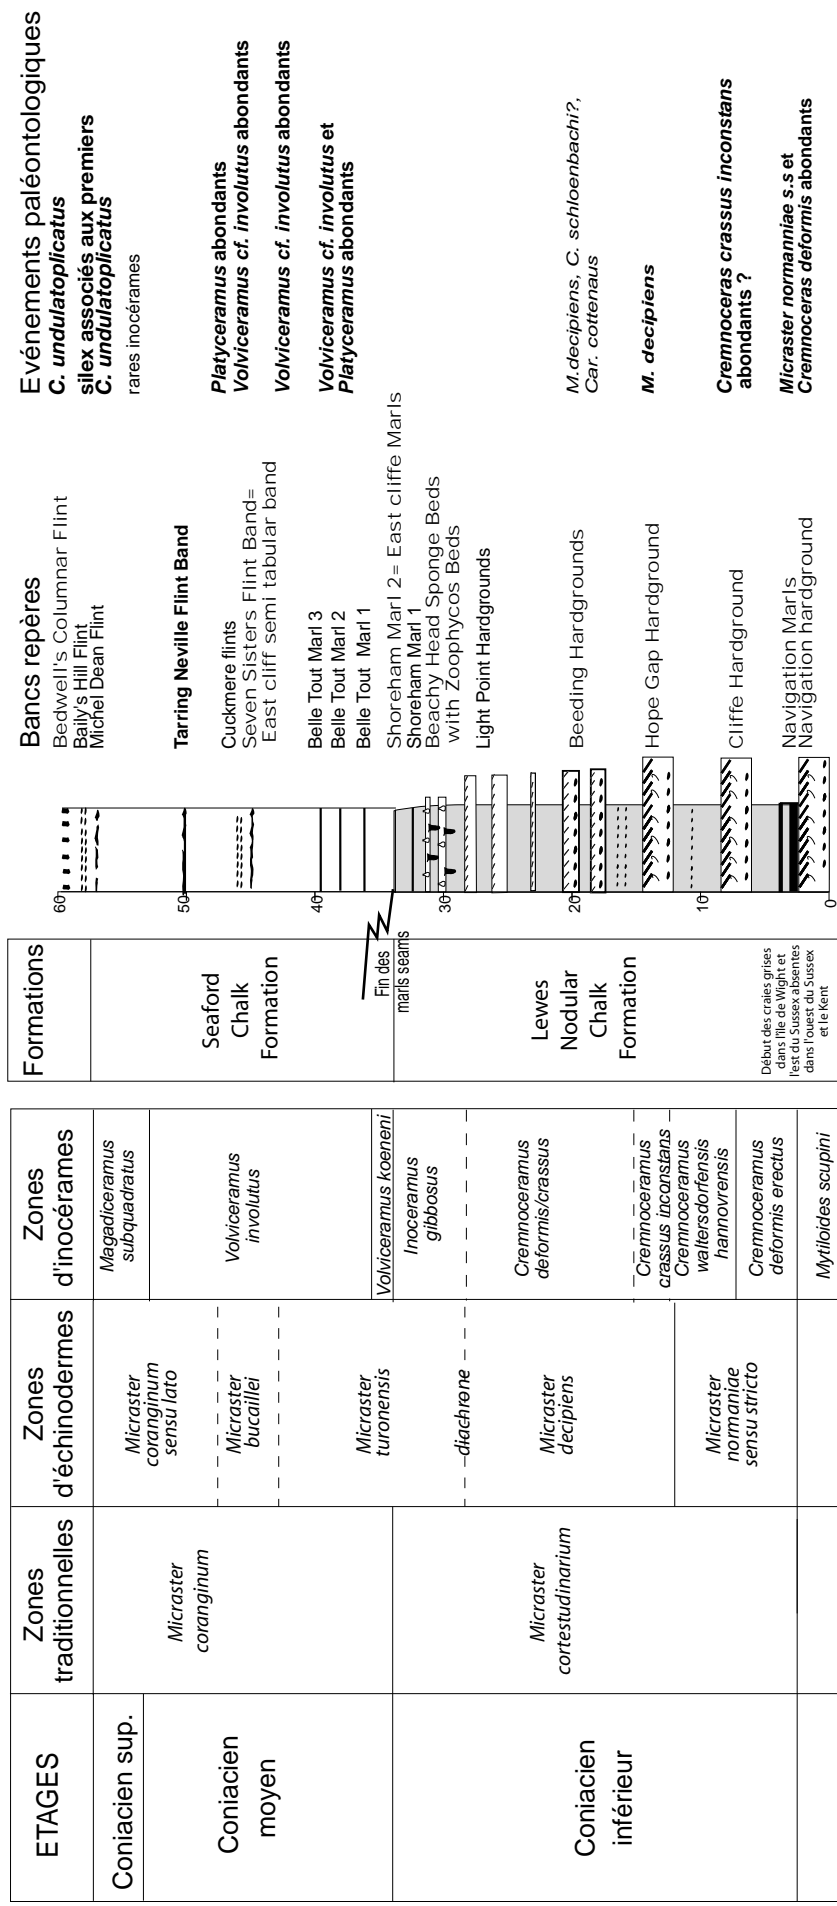 ETAGES
Zones
traditionnelles
Zones
d'échinodermes
Zones
d'inocérames
Formations
Bancs repères
Evénements paléontologiques
Coniacien sup.
Coniacien
moyen
Coniacien
inférieur
Micraster
coranginum
Micraster
cortestudinarium
Micraster
coranginum
sensu lato
Micraster
bucaillei
Micraster
turonensis
diachrone
Micraster
decipiens
Micraster
normaniae
sensu stricto
Magadiceramus
subquadratus
Volviceramus
involutus
Volviceramus koeneni
Inoceramus
gibbosus
Cremnoceramus
deformis/crassus
Cremnoceramus
crassus inconstans
Cremnoceramus
waltersdorfensis
hannovrensis
Cremnoceramus
deformis erectus
Mytiloides scupini
Seaford
Chalk
Formation
Fin des
marls seams
Lewes
Nodular
Chalk
Formation
Début des craies grises
dans l'île de Wight et
l'est du Sussex absentes
dans l'ouest du Sussex
et le Kent
60
50
40
30
20
10
0
Bedwell's Columnar Flint
Baily's Hill Flint
Michel Dean Flint
Tarring Neville Flint Band
Cuckmere flints
Seven Sisters Flint Band=
East cliff semi tabular band
Belle Tout Marl 3
Belle Tout Marl 2
Belle Tout Marl 1
Shoreham Marl 2= East cliffe Marls
Shoreham Marl 1
Beachy Head Sponge Beds
with Zoophycos Beds
Light Point Hardgrounds
Beeding Hardgrounds
Hope Gap Hardground
Cliffe Hardground
Navigation Marls
Navigation hardground
C. undulatoplicatus
silex associés aux premiers
C. undulatoplicatus
rares inocérames
Platyceramus abondants
Volviceramus cf. involutus abondants
Volviceramus cf. involutus abondants
Volviceramus cf. involutus et
Platyceramus abondants
M.decipiens, C. schloenbachi?,
Car. cottenaus
M. decipiens
Cremnoceras crassus inconstans
abondants ?
Micraster normanniae s.s et
Cremnoceras deformis abondants